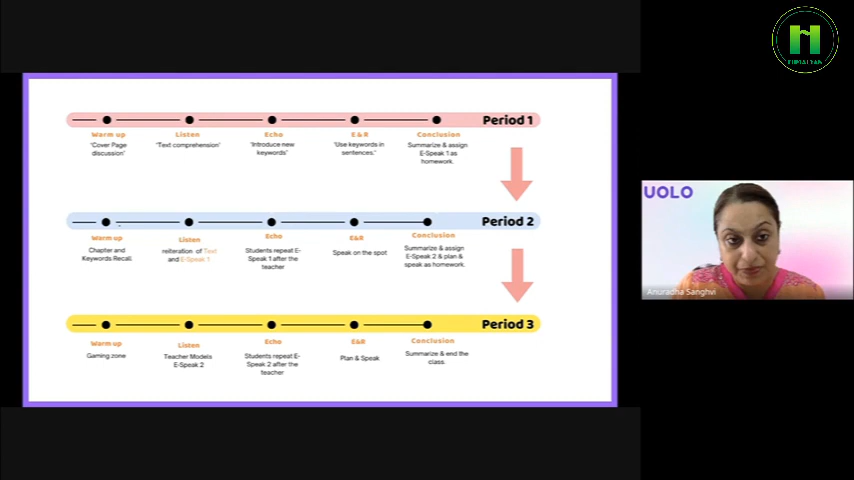 HIMALYAN
Period 1
Warm up
'Cover Page
discussion'
Listen
'Text comprehension'
Echo
'Introduce new
keywords'
E & R
'Use keywords in
sentences.'
Conclusion
Summarize & assign
E-Speak 1 as
homework.
Period 2
Warm up
Chapter and
Keywords Recall.
Listen
reiteration of Text
and E-Speak 1
Echo
Students repeat E-
Speak 1 after the
teacher
E&R
Speak on the spot
Conclusion
Summarize & assign
E-Speak 2 & plan &
speak as homework.
Period 3
Warm up
Gaming zone
Listen
Teacher Models
E-Speak 2
Echo
Students repeat E-
Speak 2 after the
teacher
E&R
Plan & Speak
Conclusion
Summarize & end the
class.
UOLO
Anuradha Sanghvi